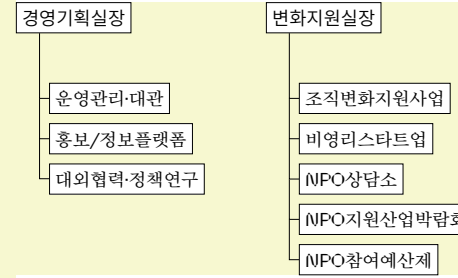 경영기획실장
운영관리·대관
홍보/정보플랫폼
대외협력·정책연구
변화지원실장
조직변화지원사업
비영리스타트업
NPO상담소
NPO지원산업박람회
NPO참여예산제